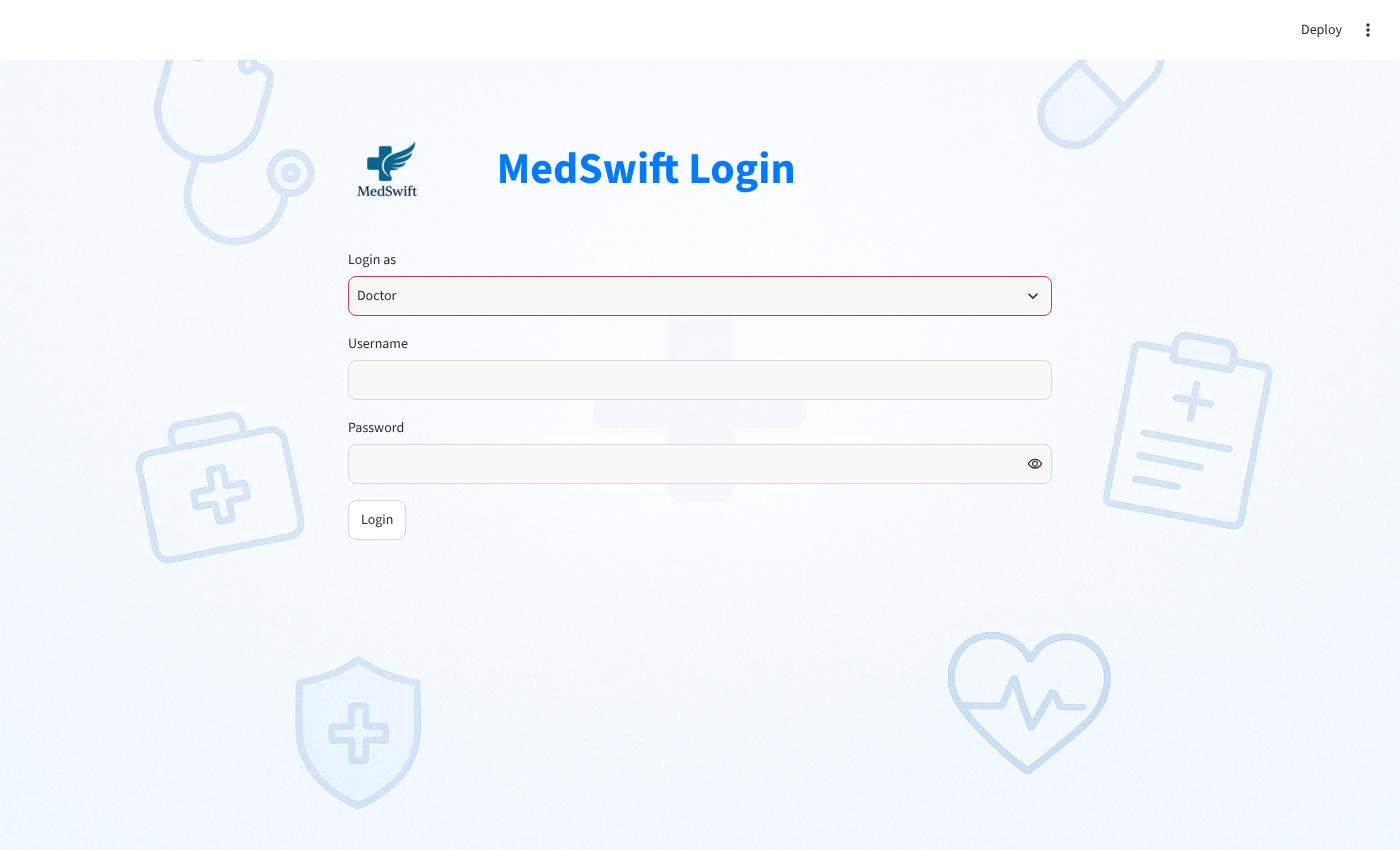 Deploy
MedSwift
MedSwift Login
Login as
Doctor
Username
Password
Login